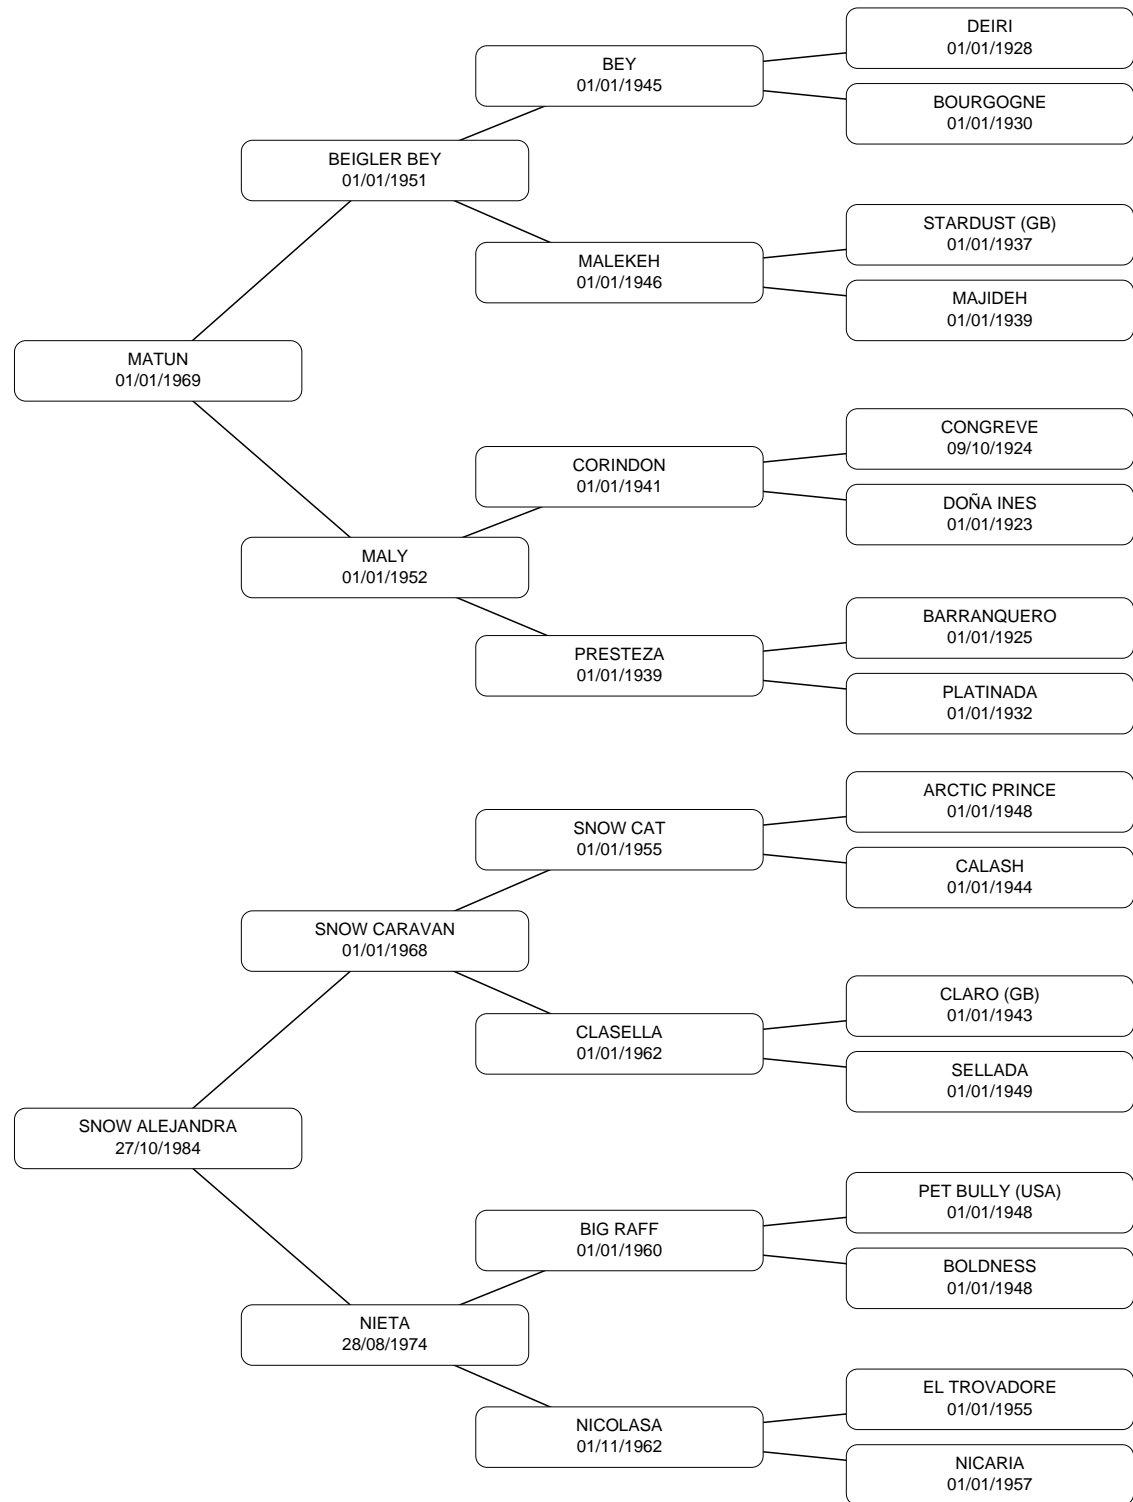 DEIRI
01/01/1928
BEY
01/01/1945
BOURGOGNE
01/01/1930
BEIGLER BEY
01/01/1951
STARDUST (GB)
01/01/1937
MALEKEH
01/01/1946
MAJIDEH
01/01/1939
MATUN
01/01/1969
CONGREVE
09/10/1924
CORINDON
01/01/1941
DOÑA INES
01/01/1923
MALY
01/01/1952
BARRANQUERO
01/01/1925
PRESTEZA
01/01/1939
PLATINADA
01/01/1932
ARCTIC PRINCE
01/01/1948
SNOW CAT
01/01/1955
CALASH
01/01/1944
SNOW CARAVAN
01/01/1968
CLARO (GB)
01/01/1943
CLASELLA
01/01/1962
SELLADA
01/01/1949
SNOW ALEJANDRA
27/10/1984
PET BULLY (USA)
01/01/1948
BIG RAFF
01/01/1960
BOLDNESS
01/01/1948
NIETA
28/08/1974
EL TROVADORE
01/01/1955
NICOLASA
01/11/1962
NICARIA
01/01/1957